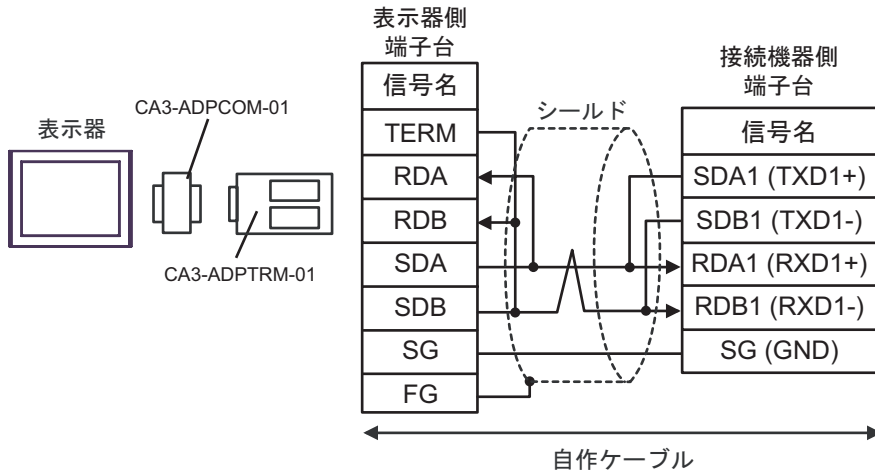 表示器
CA3-ADPCOM-01
CA3-ADPTRM-01
表示器側
端子台
信号名
TERM
RDA
RDB
SDA
SDB
SG
FG
シールド
接続機器側
端子台
信号名
SDA1 (TXD1+)
SDB1 (TXD1-)
RDA1 (RXD1+)
RDB1 (RXD1-)
SG (GND)
自作ケーブル